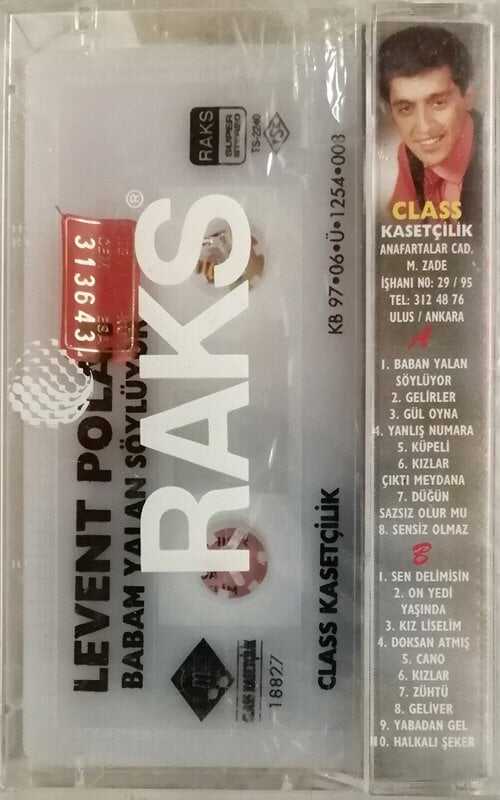 LEVENT POLA
BABAM YALAN SÖYLÜYOR
RAKS
®
313643
RAKS
SUPER
STEREO
TS-2240
TSE
KB 97•06•Ü•1254•003
CLASS KASETÇİLİK
18827
CLASS
KASETÇİLİK
ANAFARTALAR CAD.
M. ZADE
İŞHANI NO: 29 / 95
TEL: 312 48 76
ULUS / ANKARA
A
1. BABAN YALAN
SÖYLÜYOR
2. GELİRLER
3. GÜL OYNA
4. YANLIŞ NUMARA
5. KÜPELİ
6. KIZLAR
ÇIKTI MEYDANA
7. DÜĞÜN
SAZSIZ OLUR MU
8. SENSİZ OLMAZ
B
1. SEN DELİMİSİN
2. ON YEDİ
YAŞINDA
3. KIZ LİSELİM
4. DOKSAN ATMIŞ
5. CANO
6. KIZLAR
7. ZÜHTÜ
8. GELİVER
9. YABADAN GEL
10. HALKALI ŞEKER